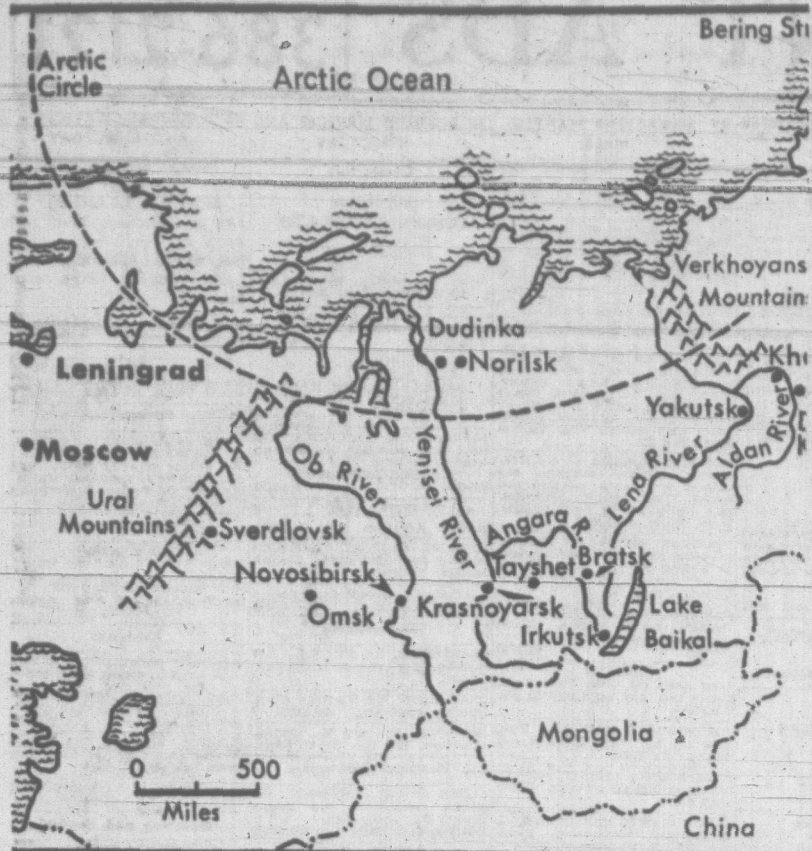 Bering
Arctic
Circle
Arctic Ocean
Verkhoyans
Mountain
Dudinka
Norilsk
Leningrad
Yakutsk
Aldan River
Moscow
Ob River
Yenisei River
Lena River
Ural
Mountains
Sverdlovsk
Angara R.
Tayshet
Bratsk
Novosibirsk
Omsk
Krasnoyarsk
Lake
Baikal
Irkutsk
Mongolia
0 500
Miles
China